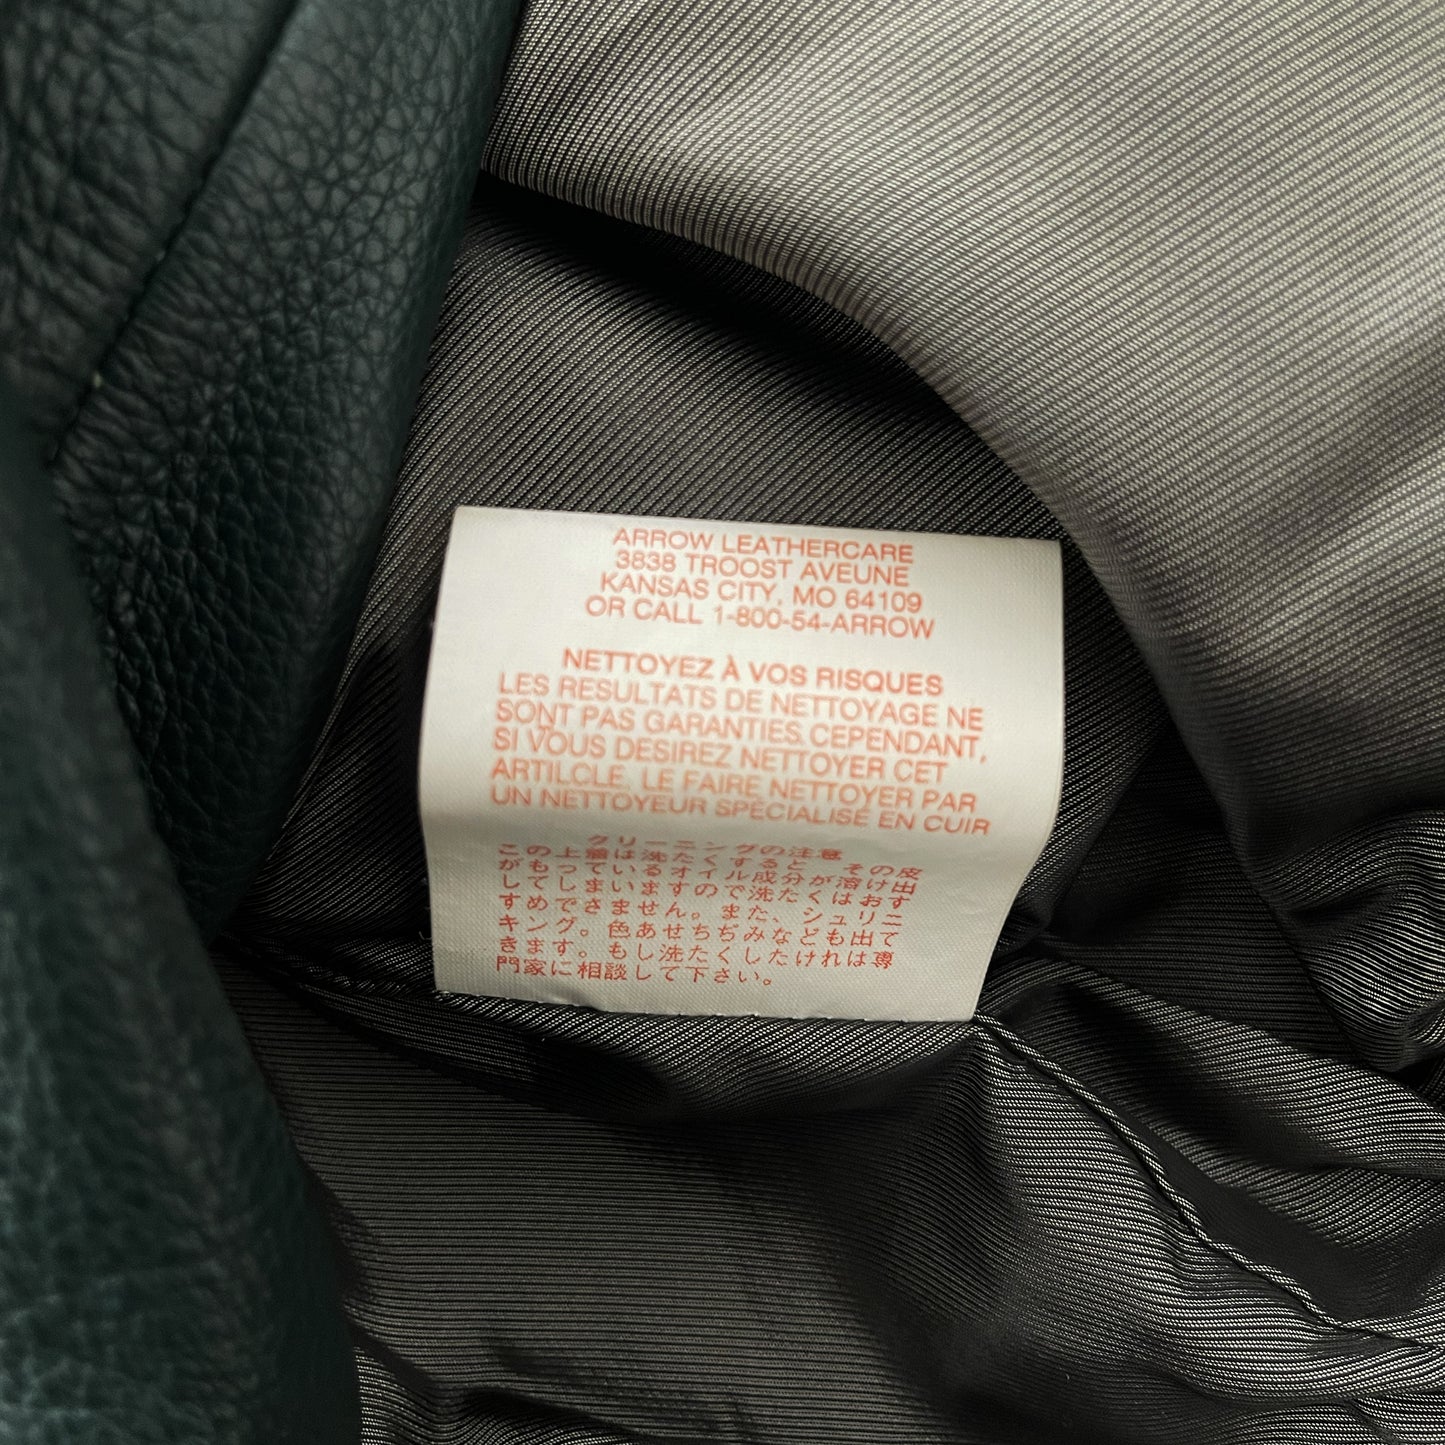 ARROW LEATHERCARE
3838 TROOST AVEUNE
KANSAS CITY, MO 64109
OR CALL 1-800-54-ARROW
NETTOYEZ À VOS RISQUES
LES RESULTATS DE NETTOYAGE NE
SONT PAS GARANTIES. CEPENDANT,
SI VOUS DESIREZ NETTOYER CET
ARTILCLE, LE FAIRE NETTOYER PAR
UN NETTOYEUR SPÉCIALISE EN CUIR
クリーニングの注意
この上着は洗たくすると、その皮
がもっているオイル成分が溶け出
してしまいますので洗たくはおす
すめできません。また、シュリニ
キング。色あせちぢみなども出て
きます。もし洗たくしたければ専
門家に相談して下さい。